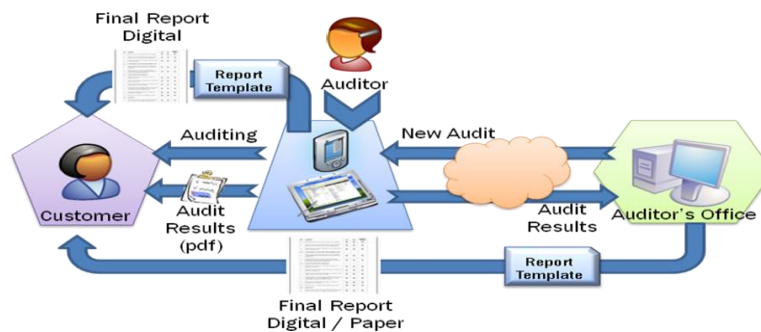 Final Report
Digital
Report
Template
Auditor
Auditing
New Audit
Customer
Audit
Results
(pdf)
Audit
Results
Auditor's Office
Report
Template
Final Report
Digital / Paper